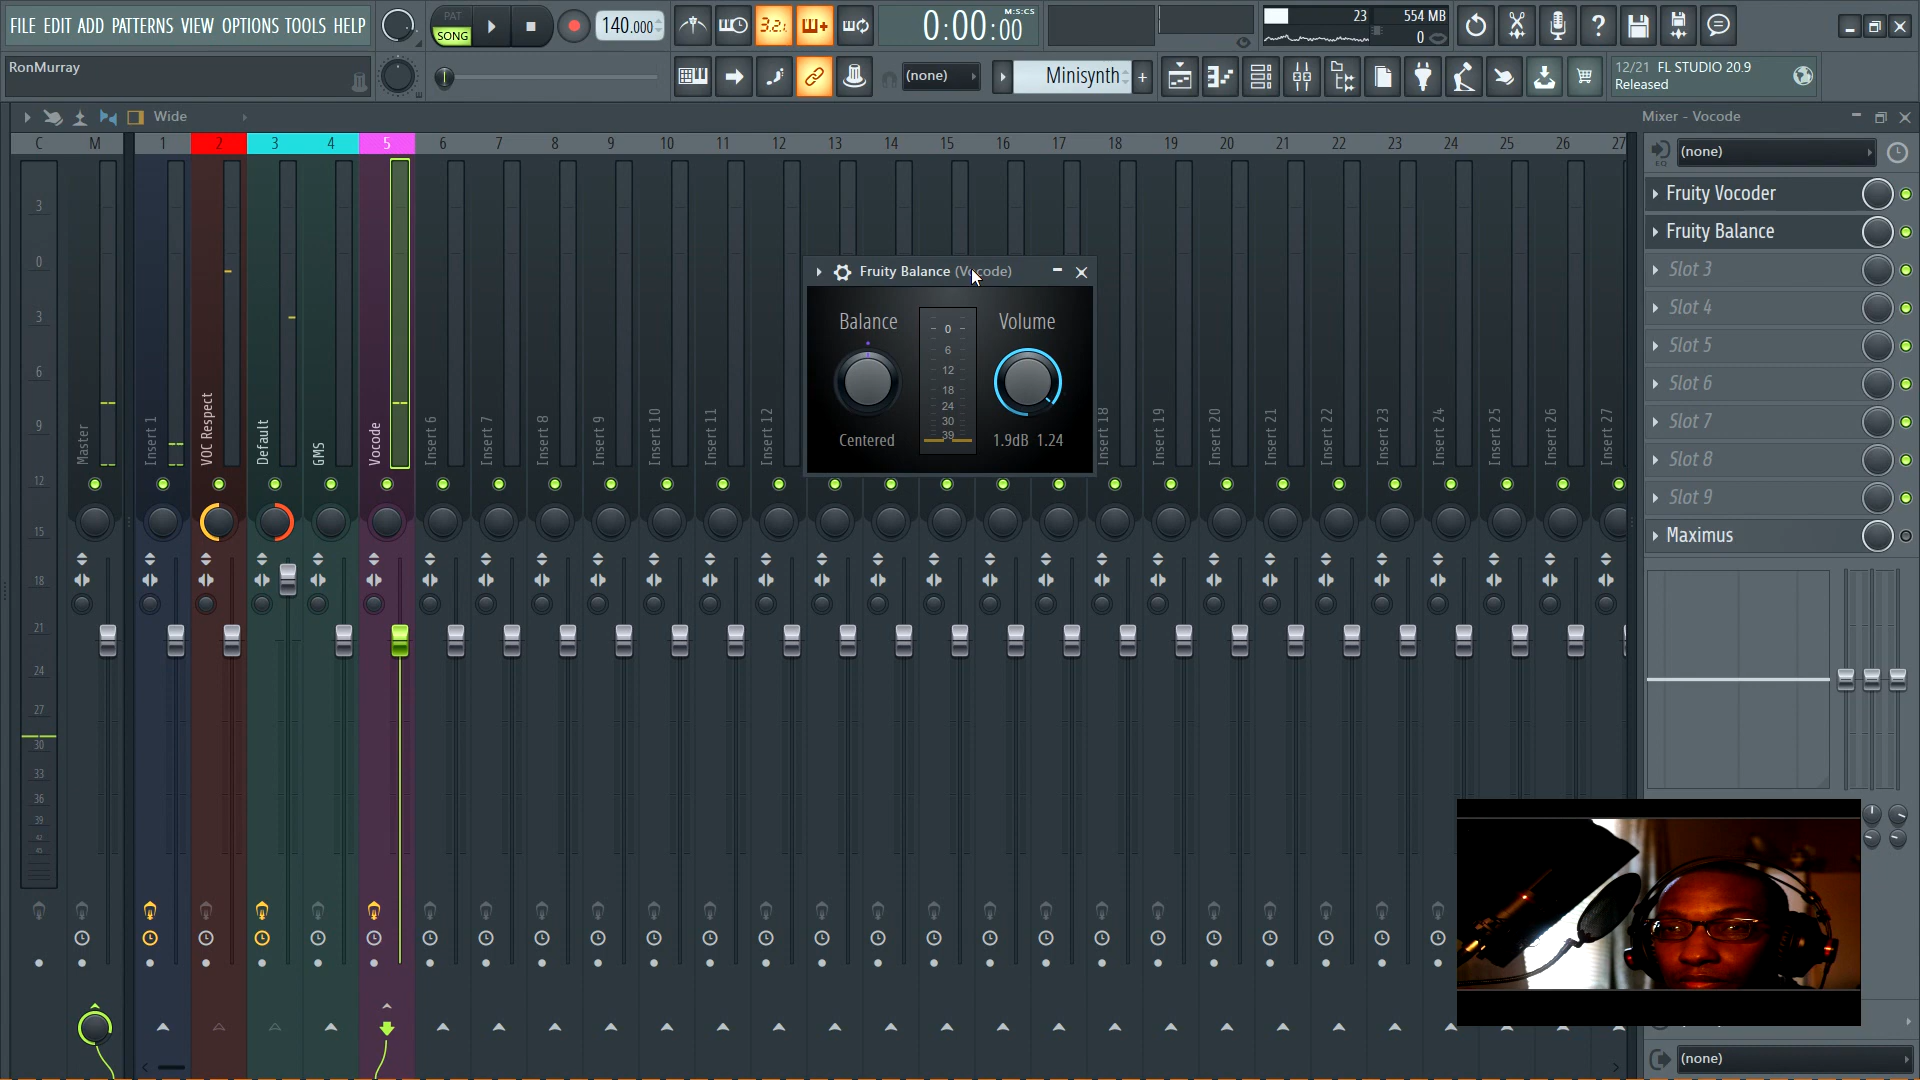 FILE EDIT ADD PATTERNS VIEW OPTIONS TOOLS HELP
PAT
SONG
140.000
3.2.
0:00:00
M:S:CS
23
554 MB
0
RonMurray
(none)
Minisynth
12/21 FL STUDIO 20.9
Released
Wide
Mixer - Vocode
C M 1 2 3 4 5 6 7 8 9 10 11 12 13 14 15 16 17 18 19 20 21 22 23 24 25 26 27
(none)
Fruity Vocoder
Fruity Balance
Slot 3
Slot 4
Slot 5
Slot 6
Slot 7
Slot 8
Slot 9
Maximus
Fruity Balance (Vocode)
Balance
Volume
0
6
12
18
24
30
39
Centered
1.9dB 1.24
3
0
3
6
9
12
15
18
21
24
27
30
33
36
39
Master
Insert 1
VOC Respect
Default
GMS
Vocode
Insert 6
Insert 7
Insert 8
Insert 9
Insert 10
Insert 11
Insert 12
Insert 19
Insert 20
Insert 21
Insert 22
Insert 23
Insert 24
Insert 25
Insert 26
Insert 27
EQ
(none)